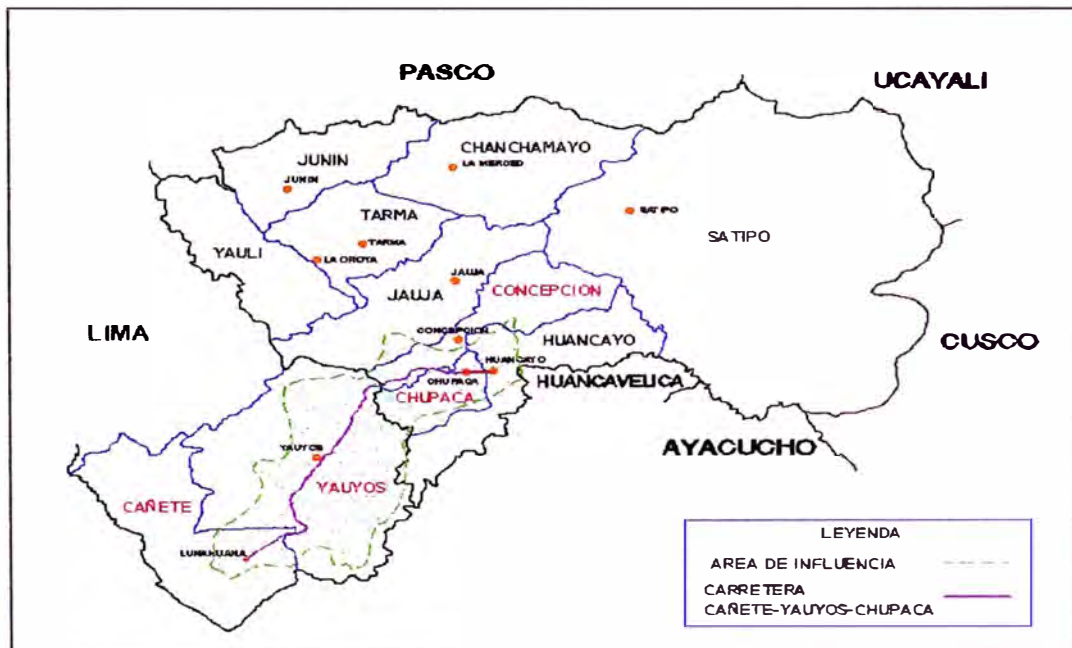 PASCO
UCAYALI
CHANCHAMAYO
JUNIN
LA MERCED
JUNIN
TARMA
SATIPO
TARMA
SATIPO
YAULI
LA OROYA
JAUJA
JAUJA
CONCEPCION
LIMA
CONCEPCION
HUANCAYO
CUSCO
HUANCAYO
CHUPACA
HUANCAVELICA
CHUPACA
AYACUCHO
YAUYOS
YAUYOS
CAÑETE
LUNAHUANA
LEYENDA
AREA DE INFLUENCIA
CARRETERA
CAÑETE-YAUYOS-CHUPACA